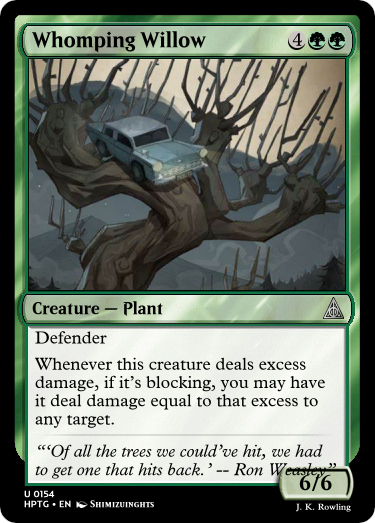 Whomping Willow 4
Creature — Plant
Defender
Whenever this creature deals excess
damage, if it's blocking, you may have
it deal damage equal to that excess to
any target.
“‘Of all the trees we could’ve hit, we had
to get one that hits back.’ -- Ron Weasley”
6/6
U 0154
HPTG • EN Shimizuinghts
J. K. Rowling